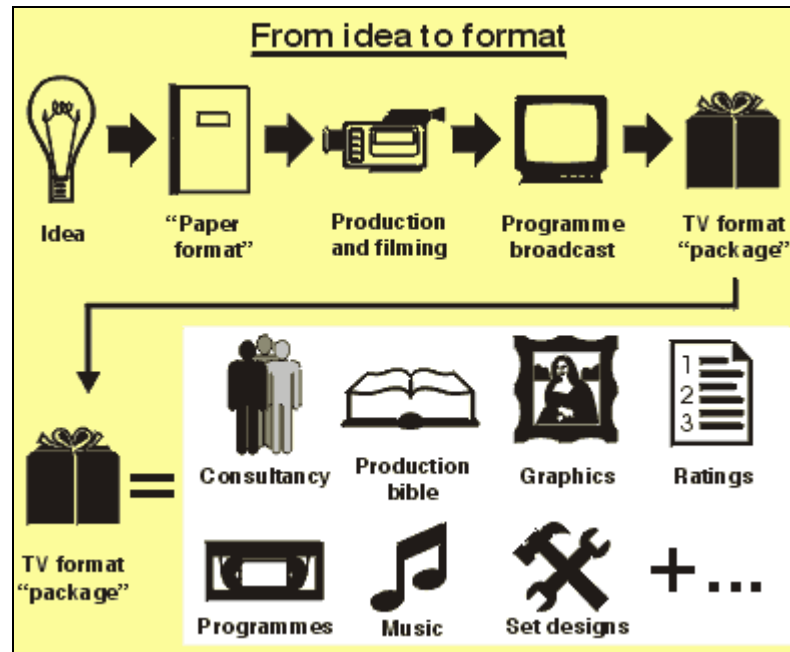 From idea to format
Idea
“Paper
format”
Production
and filming
Programme
broadcast
TV format
“package”
Consultancy
Production
bible
Graphics
1
2
3
Ratings
=
TV format
“package”
Programmes
Music
Set designs
+...